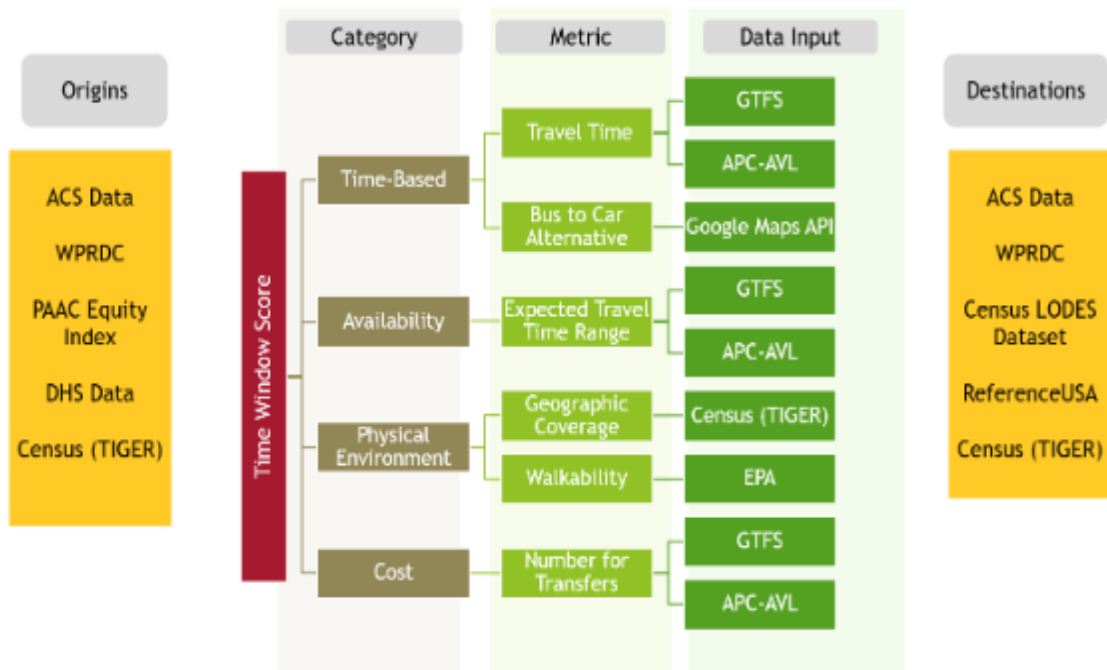 Category
Metric
Data Input
Origins
Destinations
ACS Data
WPRDC
PAAC Equity
Index
DHS Data
Census (TIGER)
Time Window Score
Time-Based
Availability
Physical
Environment
Cost
Travel Time
Bus to Car
Alternative
Expected Travel
Time Range
Geographic
Coverage
Walkability
Number for
Transfers
GTFS
APC-AVL
Google Maps API
GTFS
APC-AVL
Census (TIGER)
EPA
GTFS
APC-AVL
ACS Data
WPRDC
Census LODES
Dataset
ReferenceUSA
Census (TIGER)